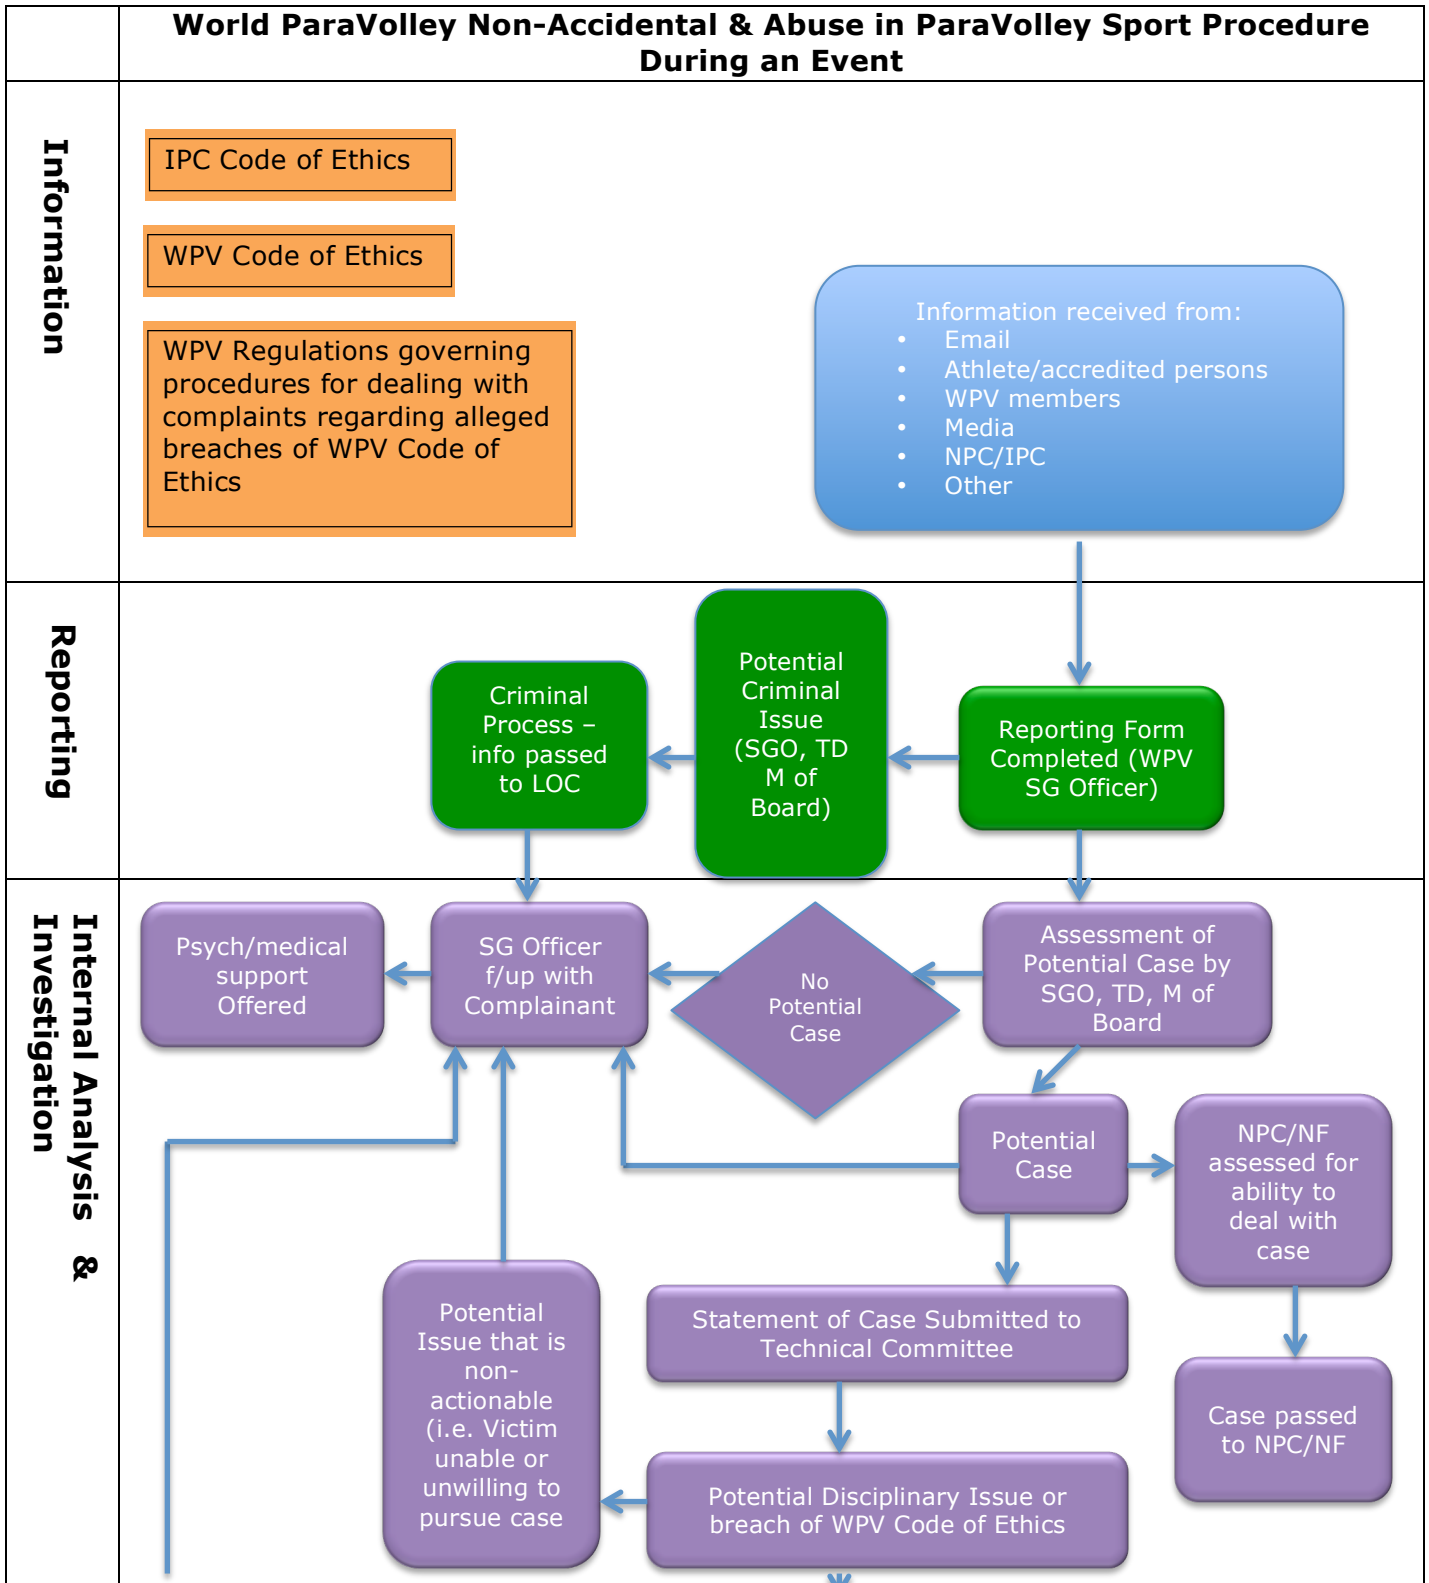 World ParaVolley Non-Accidental & Abuse in ParaVolley Sport Procedure
During an Event
Information
IPC Code of Ethics
WPV Code of Ethics
WPV Regulations governing
procedures for dealing with
complaints regarding alleged
breaches of WPV Code of
Ethics
Information received from:
• Email
• Athlete/accredited persons
• WPV members
• Media
• NPC/IPC
• Other
Reporting
Criminal
Process –
info passed
to LOC
Potential
Criminal
Issue
(SGO, TD
M of
Board)
Reporting Form
Completed (WPV
SG Officer)
Internal Analysis &
Investigation
Psych/medical
support
Offered
SG Officer
f/up with
Complainant
No
Potential
Case
Assessment of
Potential Case by
SGO, TD, M of
Board
Potential
Case
NPC/NF
assessed for
ability to
deal with
case
Potential
Issue that is
non-
actionable
(i.e. Victim
unable or
unwilling to
pursue case
Statement of Case Submitted to
Technical Committee
Case passed
to NPC/NF
Potential Disciplinary Issue or
breach of WPV Code of Ethics